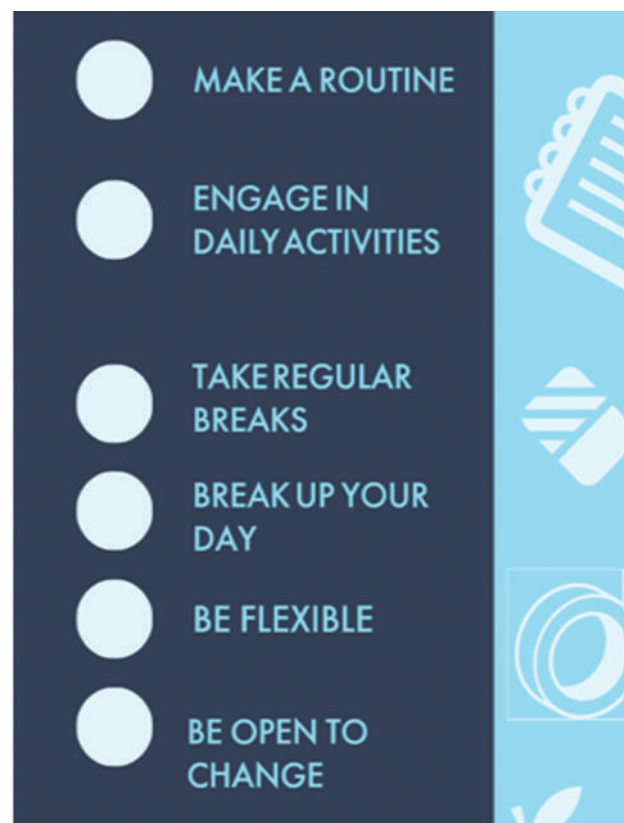 MAKE A ROUTINE
ENGAGE IN
DAILY ACTIVITIES
TAKE REGULAR
BREAKS
BREAK UP YOUR
DAY
BE FLEXIBLE
BE OPEN TO
CHANGE